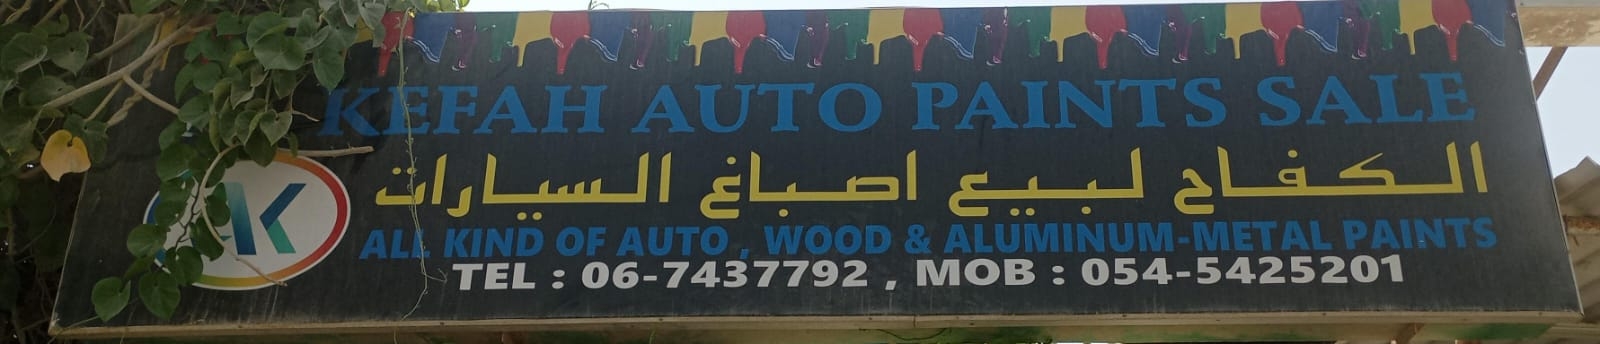 KEFAH AUTO PAINTS SALE
الكفاح لبيع اصباغ السيارات
ALL KIND OF AUTO , WOOD & ALUMINUM-METAL PAINTS
TEL : 06-7437792 , MOB : 054-5425201